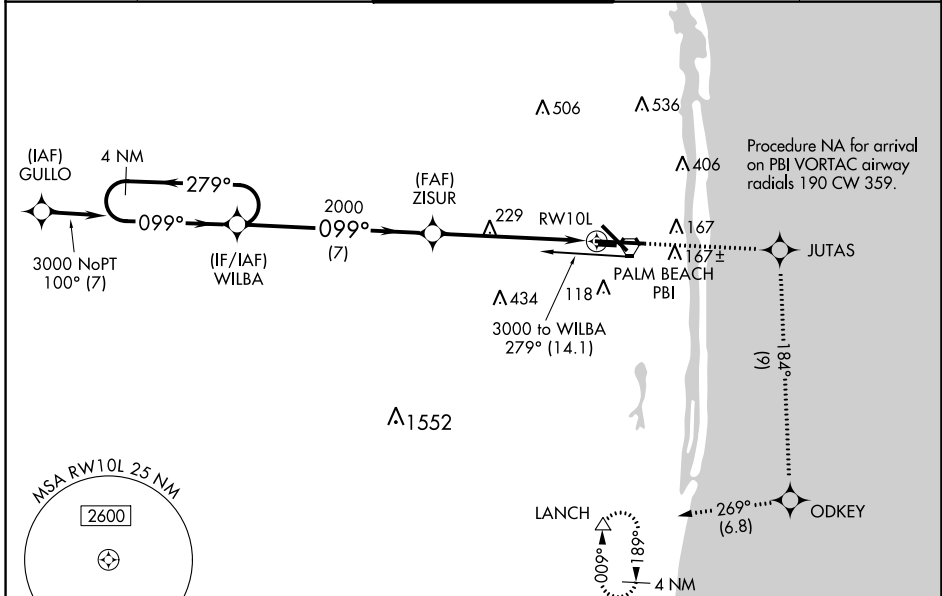 506
536
(IAF)
GULLO
4 NM
279°
099°
3000 NoPT
100° (7)
(IF/IAF)
WILBA
2000
099°
(7)
(FAF)
ZISUR
229
RW10L
406
Procedure NA for arrival
on PBI VORTAC airway
radials 190 CW 359.
167
167±
JUTAS
PALM BEACH
PBI
434
118
3000 to WILBA
279° (14.1)
184°
(9)
1552
MSA RW10L 25 NM
2600
LANCH
269°
(6.8)
ODKEY
009°
189°
4 NM